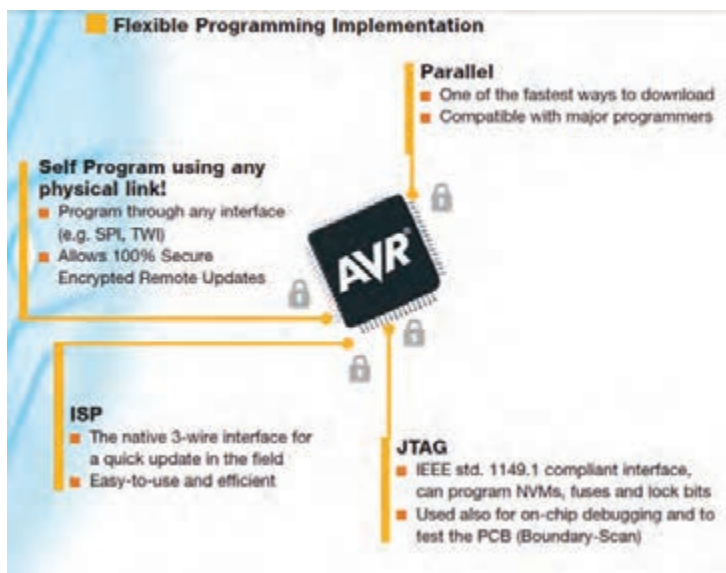 Flexible Programming Implementation
Parallel
One of the fastest ways to download
Compatible with major programmers
Self Program using any
physical link!
Program through any interface
(e.g. SPI, TWI)
Allows 100% Secure
Encrypted Remote Updates
AVR®
ISP
The native 3-wire interface for
a quick update in the field
Easy-to-use and efficient
JTAG
IEEE std. 1149.1 compliant interface,
can program NVMs, fuses and lock bits
Used also for on-chip debugging and to
test the PCB (Boundary-Scan)